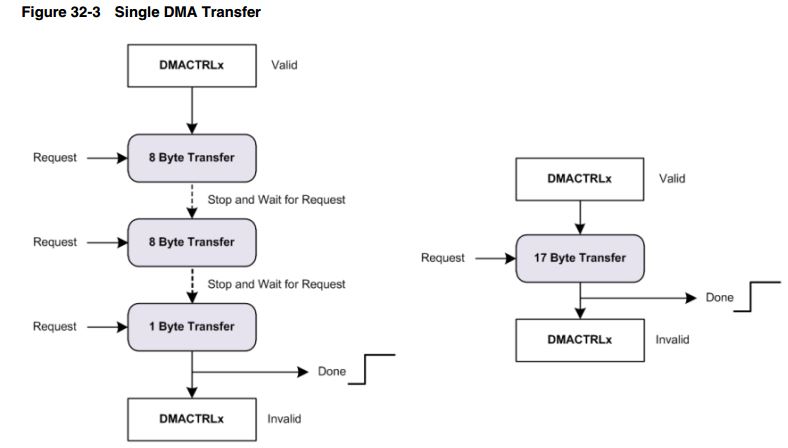 Figure 32-3 Single DMA Transfer
DMACTRLx Valid
Request 8 Byte Transfer
Stop and Wait for Request
Request 8 Byte Transfer
Stop and Wait for Request
Request 1 Byte Transfer
Done
DMACTRLx Invalid
DMACTRLx Valid
Request 17 Byte Transfer
Done
DMACTRLx Invalid